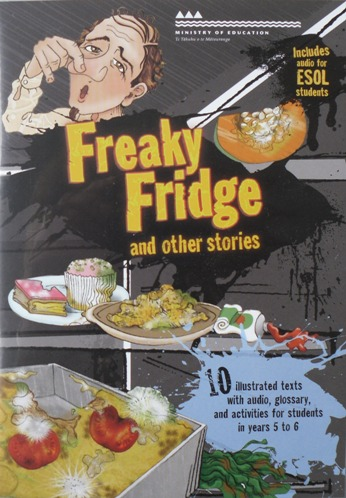 MINISTRY OF EDUCATION
Te Tāhuhu o te Mātauranga
Includes
audio for
ESOL
students
Freaky
Fridge
and other stories
10 illustrated texts
with audio, glossary,
and activities for students
in years 5 to 6